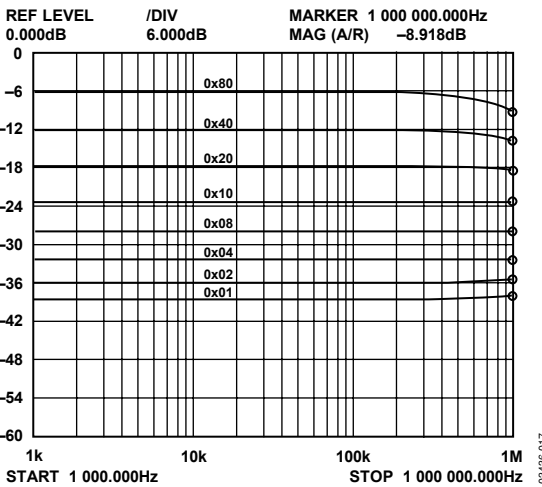 REF LEVEL /DIV MARKER 1 000 000.000Hz
0.000dB 6.000dB MAG (A/R) –8.918dB
0
–6
0x80
–12
0x40
–18
0x20
–24
0x10
–30
0x08
–36
0x04
0x02
0x01
–42
–48
–54
–60
1k 10k 100k 1M
START 1 000.000Hz STOP 1 000 000.000Hz